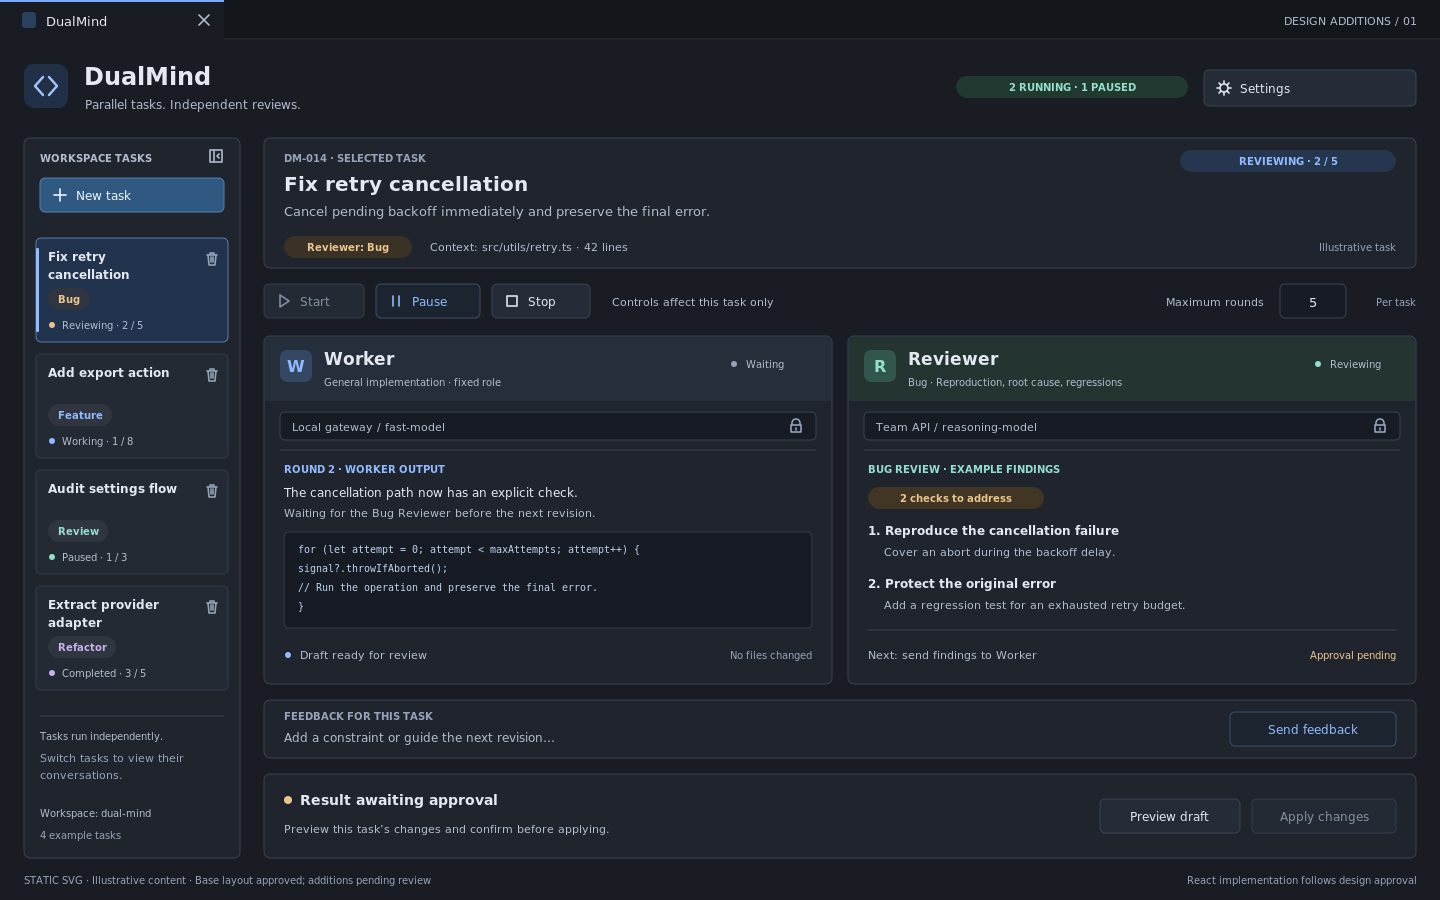 DualMind
DESIGN ADDITIONS / 01
DualMind
Parallel tasks. Independent reviews.
2 RUNNING · 1 PAUSED
Settings
WORKSPACE TASKS
New task
Fix retry
cancellation
Bug
Reviewing · 2 / 5
Add export action
Feature
Working · 1 / 8
Audit settings flow
Review
Paused · 1 / 3
Extract provider
adapter
Refactor
Completed · 3 / 5
Tasks run independently.
Switch tasks to view their
conversations.
Workspace: dual-mind
4 example tasks
DM-014 · SELECTED TASK
REVIEWING · 2 / 5
Fix retry cancellation
Cancel pending backoff immediately and preserve the final error.
Reviewer: Bug
Context: src/utils/retry.ts · 42 lines
Illustrative task
Start
Pause
Stop
Controls affect this task only
Maximum rounds
5
Per task
W
Worker
General implementation · fixed role
Waiting
Local gateway / fast-model
ROUND 2 · WORKER OUTPUT
The cancellation path now has an explicit check.
Waiting for the Bug Reviewer before the next revision.
for (let attempt = 0; attempt < maxAttempts; attempt++) {
signal?.throwIfAborted();
// Run the operation and preserve the final error.
}
Draft ready for review
No files changed
R
Reviewer
Bug · Reproduction, root cause, regressions
Reviewing
Team API / reasoning-model
BUG REVIEW · EXAMPLE FINDINGS
2 checks to address
1. Reproduce the cancellation failure
Cover an abort during the backoff delay.
2. Protect the original error
Add a regression test for an exhausted retry budget.
Next: send findings to Worker
Approval pending
FEEDBACK FOR THIS TASK
Add a constraint or guide the next revision…
Send feedback
Result awaiting approval
Preview this task’s changes and confirm before applying.
Preview draft
Apply changes
STATIC SVG · Illustrative content · Base layout approved; additions pending review
React implementation follows design approval